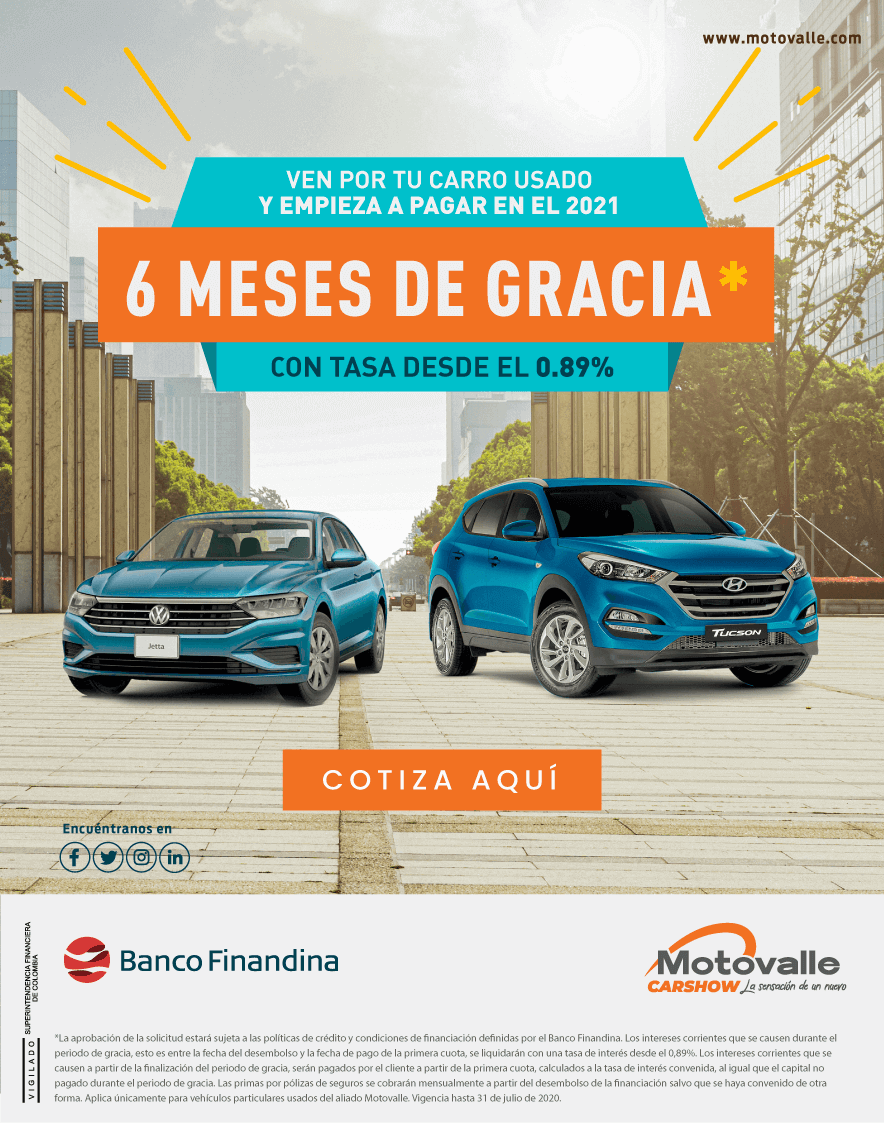 www.motovalle.com
VEN POR TU CARRO USADO
Y EMPIEZA A PAGAR EN EL 2021
6 MESES DE GRACIA*
CON TASA DESDE EL 0.89%
Jetta
TUCSON
COTIZA AQUÍ
Encuéntranos en
Banco Finandina
Motovalle
CARSHOW La sensación de un nuevo
VIGILADO SUPERINTENDENCIA FINANCIERA
DE COLOMBIA
*La aprobación de la solicitud estará sujeta a las políticas de crédito y condiciones de financiación definidas por el Banco Finandina. Los intereses corrientes que se causen durante el
periodo de gracia, esto es entre la fecha del desembolso y la fecha de pago de la primera cuota, se liquidarán con una tasa de interés desde el 0,89%. Los intereses corrientes que se
causen a partir de la finalización del periodo de gracia, serán pagados por el cliente a partir de la primera cuota, calculados a la tasa de interés convenida, al igual que el capital no
pagado durante el periodo de gracia. Las primas por pólizas de seguros se cobrarán mensualmente a partir del desembolso de la financiación salvo que se haya convenido de otra
forma. Aplica únicamente para vehículos particulares usados del aliado Motovalle. Vigencia hasta 31 de julio de 2020.